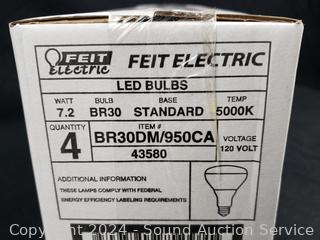 FEIT
ELECTRIC
FEIT ELECTRIC
LED BULBS
WATT BULB BASE TEMP
7.2 BR30 STANDARD 5000K
QUANTITY ITEM # 
4 BR30DM/950CA VOLTAGE
43580 120 VOLT
ADDITIONAL INFORMATION
THESE LAMPS COMPLY WITH FEDERAL
ENERGY EFFICIENCY LABELING REQUIREMENTS
Copyright 2024 - Sound Auction Service